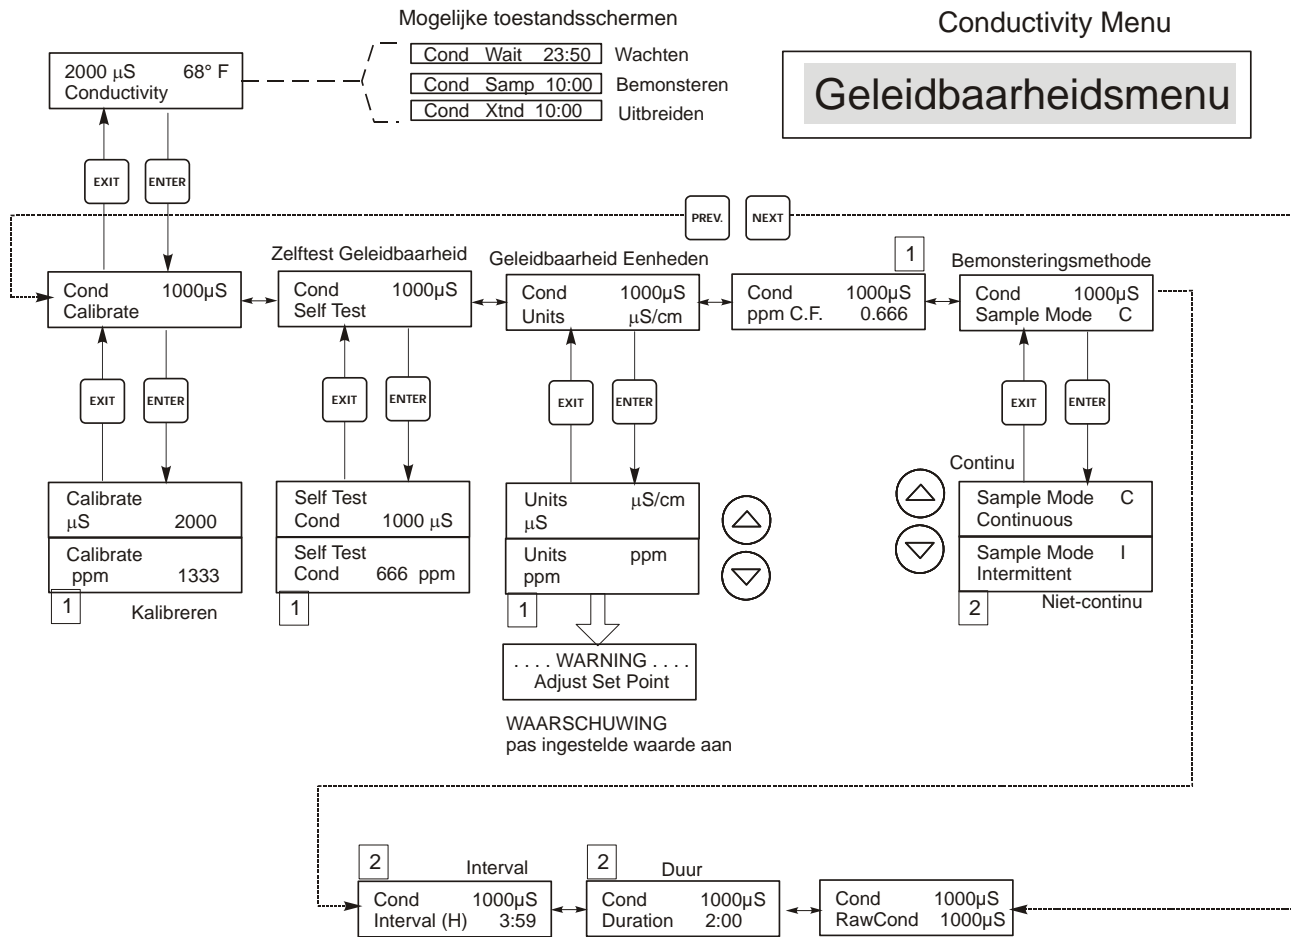 Mogelijke toestandsschermen
Conductivity Menu
Geleidbaarheidsmenu
2000 µS 68° F
Conductivity
Cond Wait 23:50 Wachten
Cond Samp 10:00 Bemonsteren
Cond Xtnd 10:00 Uitbreiden
EXIT ENTER
PREV. NEXT
Cond 1000µS
Calibrate
Zelftest Geleidbaarheid
Cond 1000µS
Self Test
Geleidbaarheid Eenheden
Cond 1000µS
Units µS/cm
1
Cond 1000µS
ppm C.F. 0.666
Bemonsteringsmethode
Cond 1000µS
Sample Mode C
EXIT ENTER
EXIT ENTER
EXIT ENTER
EXIT ENTER
Calibrate
µS 2000
Calibrate
ppm 1333
1
Kalibreren
Self Test
Cond 1000 µS
Self Test
Cond 666 ppm
1
Units µS/cm
µS
Units ppm
ppm
1
. . . . WARNING . . . .
Adjust Set Point
WAARSCHUWING
pas ingestelde waarde aan
Continu
Sample Mode C
Continuous
Sample Mode I
Intermittent
2
Niet-continu
2
Interval
Cond 1000µS
Interval (H) 3:59
2
Duur
Cond 1000µS
Duration 2:00
Cond 1000µS
RawCond 1000µS